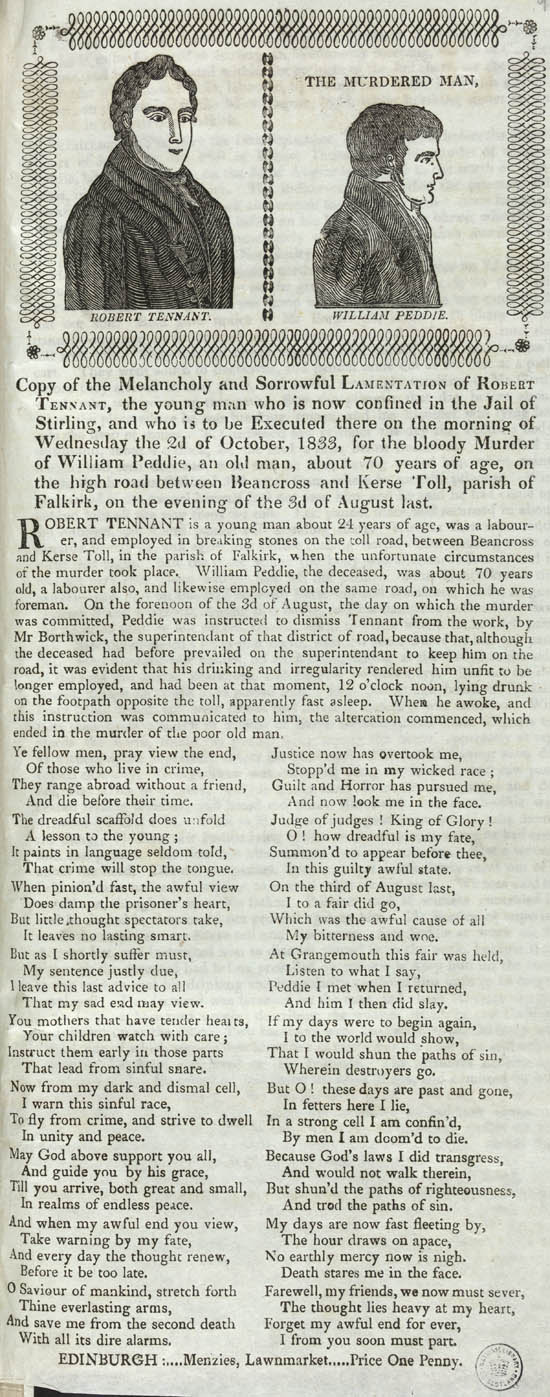 THE MURDERED MAN,
ROBERT TENNANT.
WILLIAM PEDDIE.
Copy of the Melancholy and Sorrowful LAMENTATION of ROBERT
TENNANT, the young man who is now confined in the Jail of
Stirling, and who is to be Executed there on the morning of
Wednesday the 2d of October, 1833, for the bloody Murder
of William Peddie, an old man, about 70 years of age, on
the high road between Beancross and Kerse Toll, parish of
Falkirk, on the evening of the 3d of August last.
ROBERT TENNANT is a young man about 24 years of age, was a labour-
er, and employed in breaking stones on the toll road, between Beancross
and Kerse Toll, in the parish of Falkirk, when the unfortunate circumstances
of the murder took place. William Peddie, the deceased, was about 70 years
old, a labourer also, and likewise employed on the same road, on which he was
foreman. On the forenoon of the 3d of August, the day on which the murder
was committed, Peddie was instructed to dismiss Tennant from the work, by
Mr Borthwick, the superintendant of that district of road, because that, although
the deceased had before prevailed on the superintendant to keep him on the
road, it was evident that his drinking and irregularity rendered him unfit to be
longer employed, and had been at that moment, 12 o'clock noon, lying drunk
on the footpath opposite the toll, apparently fast asleep. When he awoke, and
this instruction was communicated to him, the altercation commenced, which
ended in the murder of the poor old man.
Ye fellow men, pray view the end,
Of those who live in crime,
They range abroad without a friend,
And die before their time.
The dreadful scaffold does unfold
A lesson to the young;
It paints in language seldom told,
That crime will stop the tongue.
When pinion'd fast, the awful view
Does damp the prisoner's heart,
But little thought spectators take,
It leaves no lasting smart.
But as I shortly suffer must,
My sentence justly due,
I leave this last advice to all
That my sad end may view.
You mothers that have tender hearts,
Your children watch with care;
Instruct them early in those parts
That lead from sinful snare.
Now from my dark and dismal cell,
I warn this sinful race,
To fly from crime, and strive to dwell
In unity and peace.
May God above support you all,
And guide you by his grace,
Till you arrive, both great and small,
In realms of endless peace.
And when my awful end you view,
Take warning by my fate,
And every day the thought renew,
Before it be too late.
O Saviour of mankind, stretch forth
Thine everlasting arms,
And save me from the second death
With all its dire alarms.
Justice now has overtook me,
Stopp'd me in my wicked race;
Guilt and Horror has pursued me,
And now look me in the face.
Judge of judges! King of Glory!
O! how dreadful is my fate,
Summon'd to appear before thee,
In this guilty awful state.
On the third of August last,
I to a fair did go,
Which was the awful cause of all
My bitterness and woe.
At Grangemouth this fair was held,
Listen to what I say,
Peddie I met when I returned,
And him I then did slay.
If my days were to begin again,
I to the world would show,
That I would shun the paths of sin,
Wherein destroyers go.
But O! these days are past and gone,
In fetters here I lie,
In a strong cell I am confin'd,
By men I am doom'd to die.
Because God's laws I did transgress,
And would not walk therein,
But shun'd the paths of righteousness,
And trod the paths of sin.
My days are now fast fleeting by,
The hour draws on apace,
No earthly mercy now is nigh.
Death stares me in the face.
Farewell, my friends, we now must sever,
The thought lies heavy at my heart,
Forget my awful end for ever,
I from you soon must part.
EDINBURGH:....Menzies, Lawnmarket.....Price One Penny.